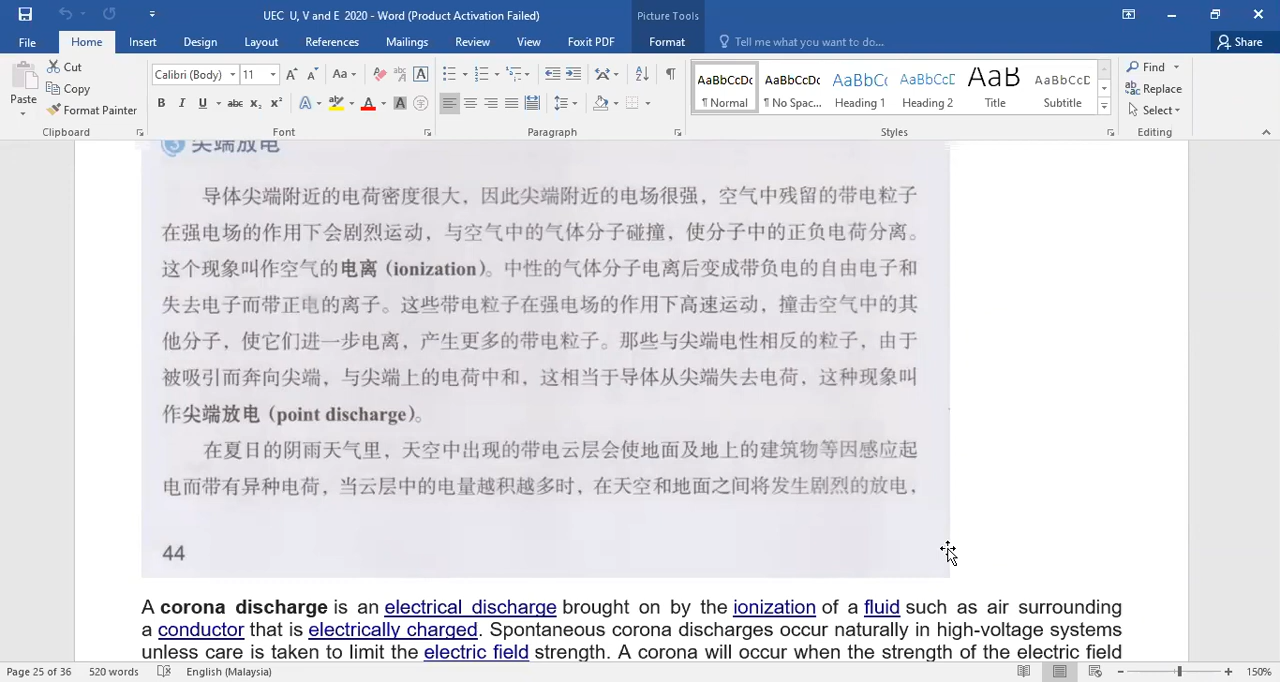 UEC U, V and E 2020 - Word (Product Activation Failed)
Picture Tools
File Home Insert Design Layout References Mailings Review View Foxit PDF Format Tell me what you want to do... Share
Paste
Cut
Copy
Format Painter
Clipboard
Calibri (Body) 11
Font
Paragraph
AaBbCcDc AaBbCcDc AaBbCc AaBbCcD AaB AaBbCcD
¶ Normal ¶ No Spac... Heading 1 Heading 2 Title Subtitle
Styles
Find
Replace
Select
Editing
3 尖端放电
导体尖端附近的电荷密度很大，因此尖端附近的电场很强，空气中残留的带电粒子
在强电场的作用下会剧烈运动，与空气中的气体分子碰撞，使分子中的正负电荷分离。
这个现象叫作空气的电离（ionization）。中性的气体分子电离后变成带负电的自由电子和
失去电子而带正电的离子。这些带电粒子在强电场的作用下高速运动，撞击空气中的其
他分子，使它们进一步电离，产生更多的带电粒子。那些与尖端电性相反的粒子，由于
被吸引而奔向尖端，与尖端上的电荷中和，这相当于导体从尖端失去电荷，这种现象叫
作尖端放电（point discharge）。
在夏日的阴雨天气里，天空中出现的带电云层会使地面及地上的建筑物等因感应起
电而带有异种电荷，当云层中的电量越积越多时，在天空和地面之间将发生剧烈的放电，
44
A corona discharge is an electrical discharge brought on by the ionization of a fluid such as air surrounding
a conductor that is electrically charged. Spontaneous corona discharges occur naturally in high-voltage systems
unless care is taken to limit the electric field strength. A corona will occur when the strength of the electric field
Page 25 of 36 520 words English (Malaysia) 150%